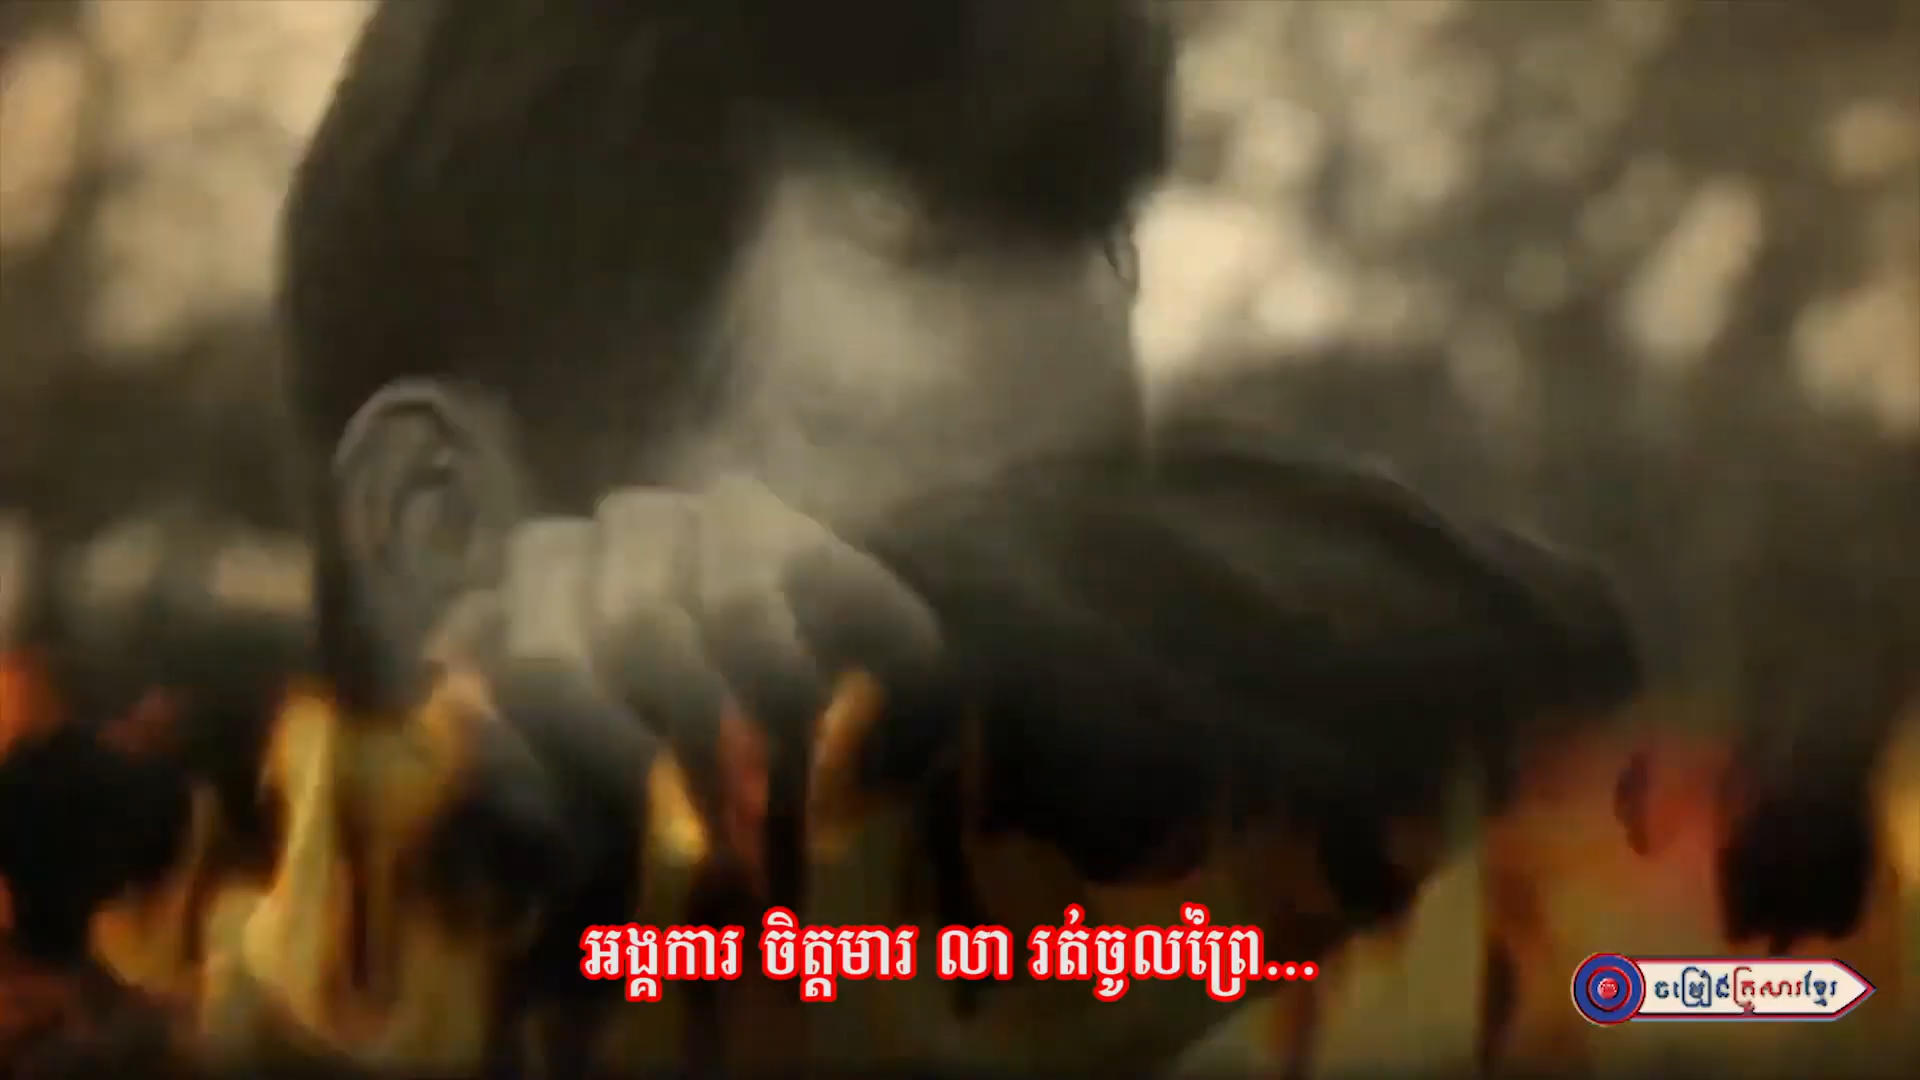 អង្គការ ចិត្តមារ លា រត់ចូលព្រៃ...
ចម្រៀងគ្រួសារខ្មែរ